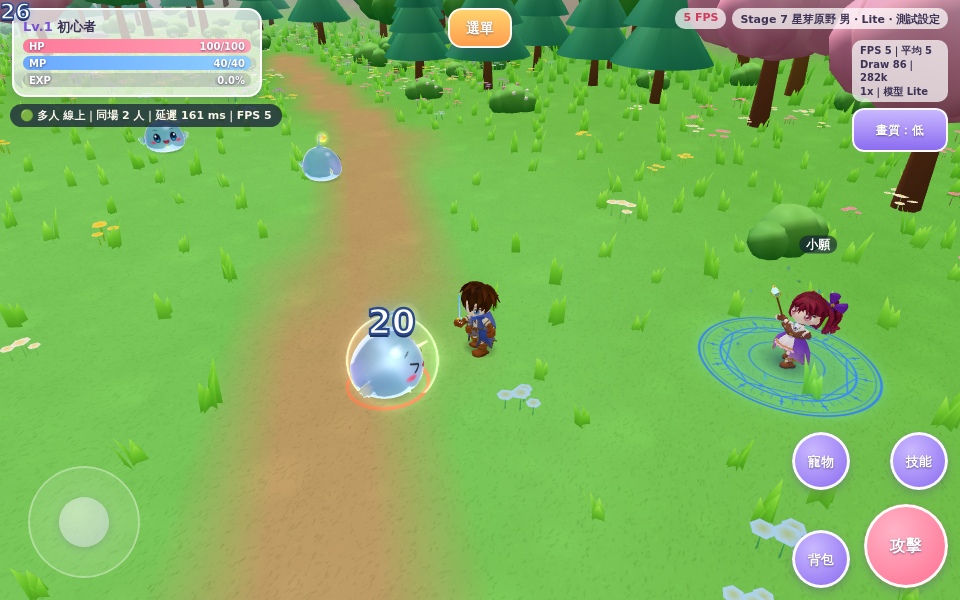 26
Lv.1 初心者
HP 100/100
MP 40/40
EXP 0.0%
🟢 多人 線上 | 同場 2 人 | 延遲 161 ms | FPS 5
選單
5 FPS
Stage 7 星芽原野 男・Lite・測試設定
FPS 5 | 平均 5
Draw 86 |
282k
1x | 模型 Lite
畫質：低
小願
20
寵物
技能
攻擊
背包